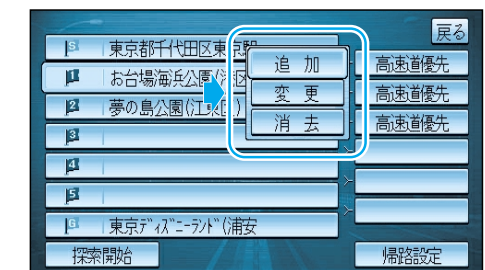 戻る
S 東京都千代田区東京駅
追 加
高速道優先
1 お台場海浜公園(港区
変 更
高速道優先
2 夢の島公園(江東区)
消 去
高速道優先
3
4
5
G 東京ディズニーランド(浦安
探索開始
帰路設定